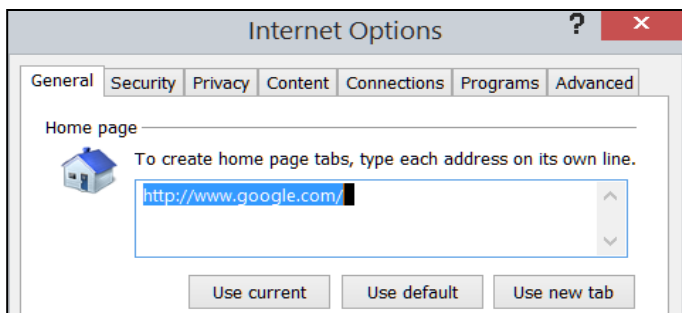 Internet Options ? ×
General Security Privacy Content Connections Programs Advanced
Home page
To create home page tabs, type each address on its own line.
http://www.google.com/
Use current Use default Use new tab